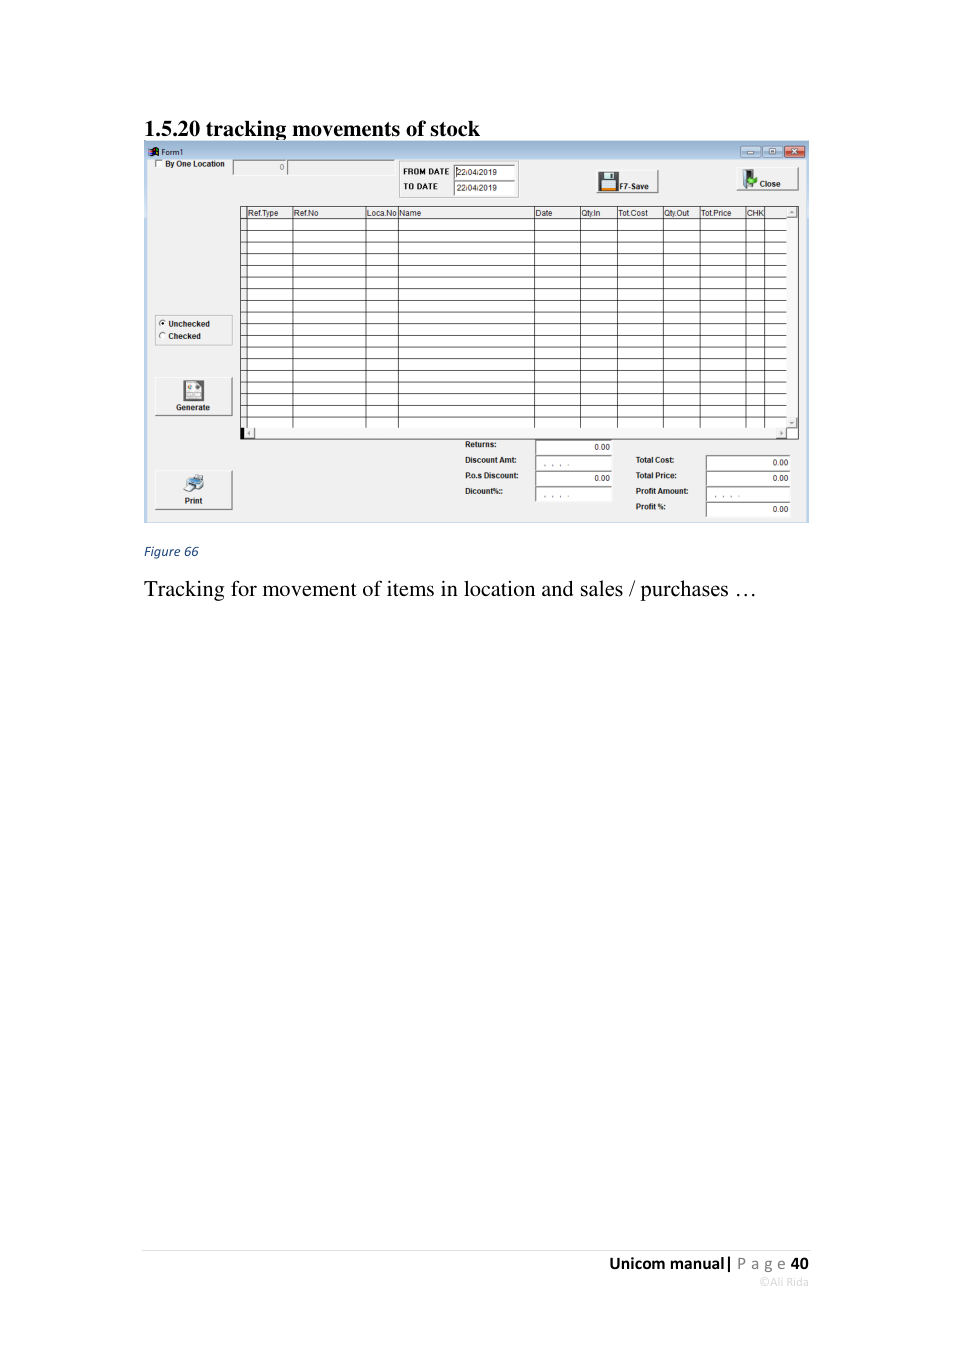 1.5.20 tracking movements of stock
Form1
By One Location 0
FROM DATE 22/04/2019
TO DATE 22/04/2019
F7-Save
Close
Ref.Type Ref.No Loca.No Name Date Qty.In Tot.Cost Qty.Out Tot.Price CHK
Unchecked
Checked
Generate
Print
Returns: 0.00
Discount Amt: , , , .
P.o.s Discount: 0.00
Dicount%:: , , , .
Total Cost: 0.00
Total Price: 0.00
Profit Amount: , , , .
Profit %: 0.00
Figure 66
Tracking for movement of items in location and sales / purchases …
Unicom manual| P a g e 40
©Ali Rida